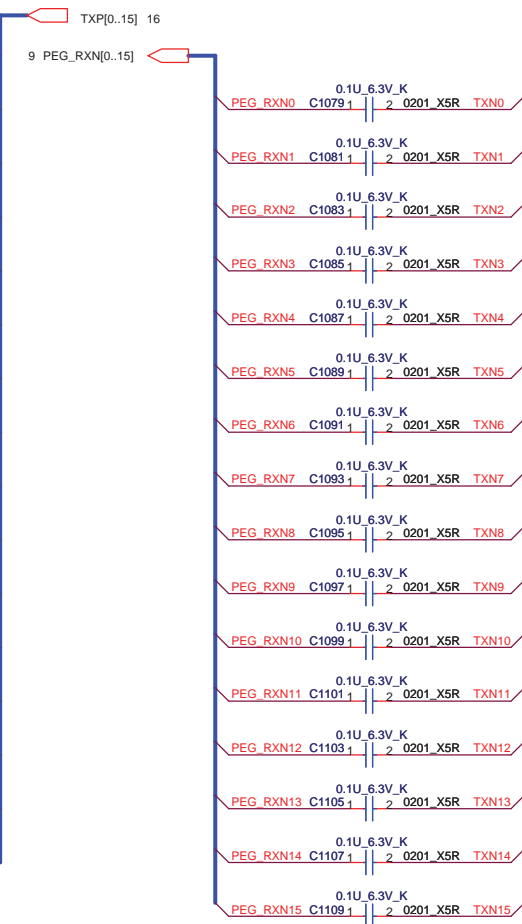 TXP[0..15] 16
9 PEG_RXN[0..15]
0.1U_6.3V_K
PEG_RXN0 C1079 1 2 0201_X5R TXN0
0.1U_6.3V_K
PEG_RXN1 C1081 1 2 0201_X5R TXN1
0.1U_6.3V_K
PEG_RXN2 C1083 1 2 0201_X5R TXN2
0.1U_6.3V_K
PEG_RXN3 C1085 1 2 0201_X5R TXN3
0.1U_6.3V_K
PEG_RXN4 C1087 1 2 0201_X5R TXN4
0.1U_6.3V_K
PEG_RXN5 C1089 1 2 0201_X5R TXN5
0.1U_6.3V_K
PEG_RXN6 C1091 1 2 0201_X5R TXN6
0.1U_6.3V_K
PEG_RXN7 C1093 1 2 0201_X5R TXN7
0.1U_6.3V_K
PEG_RXN8 C1095 1 2 0201_X5R TXN8
0.1U_6.3V_K
PEG_RXN9 C1097 1 2 0201_X5R TXN9
0.1U_6.3V_K
PEG_RXN10 C1099 1 2 0201_X5R TXN10
0.1U_6.3V_K
PEG_RXN11 C1101 1 2 0201_X5R TXN11
0.1U_6.3V_K
PEG_RXN12 C1103 1 2 0201_X5R TXN12
0.1U_6.3V_K
PEG_RXN13 C1105 1 2 0201_X5R TXN13
0.1U_6.3V_K
PEG_RXN14 C1107 1 2 0201_X5R TXN14
0.1U_6.3V_K
PEG_RXN15 C1109 1 2 0201_X5R TXN15